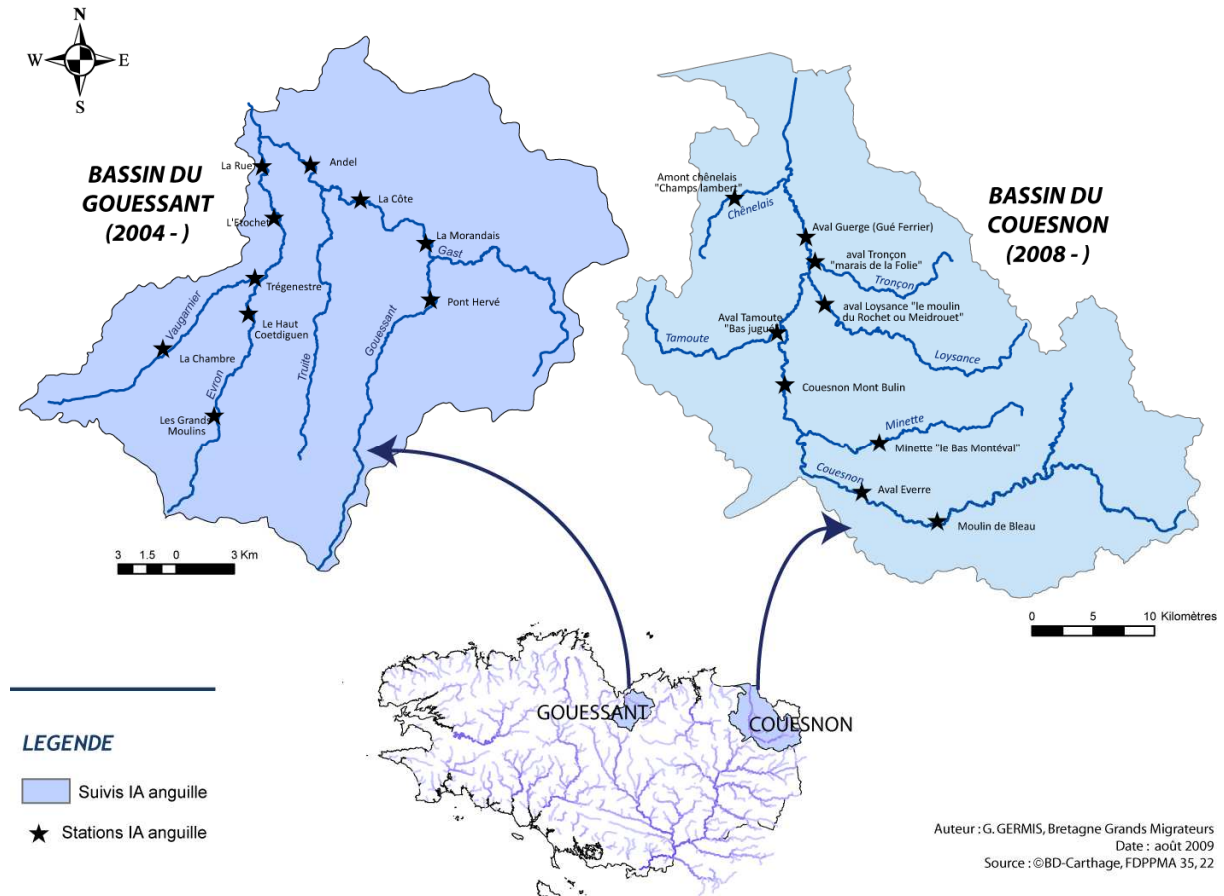 N
W
E
S
BASSIN DU
GOUESSANT
(2004 - )
La Rue
Andel
La Côte
L'Etochet
La Morandais
Gast
Trégenestre
Pont Hervé
Vaugarnier
Le Haut
Coetdiguen
Gouessant
La Chambre
Evron
Truite
Les Grands
Moulins
3 1.5 0 3 Km
BASSIN DU
COUESNON
(2008 - )
Amont chênelais
"Champs lambert"
Chênelais
Aval Guerge (Gué Ferrier)
aval Tronçon
"marais de la Folie"
Tronçon
aval Loysance "le moulin
du Rochet ou Meidrouet"
Aval Tamoute
"Bas jugué"
Tamoute
Loysance
Couesnon Mont Bulin
Minette
Minette "le Bas Montéval"
Couesnon
Aval Everre
Moulin de Bleau
0 5 10 Kilomètres
GOUESSANT
COUESNON
LEGENDE
Suivis IA anguille
Stations IA anguille
Auteur : G. GERMIS, Bretagne Grands Migrateurs
Date : août 2009
Source : ©BD-Carthage, FDPPMA 35, 22